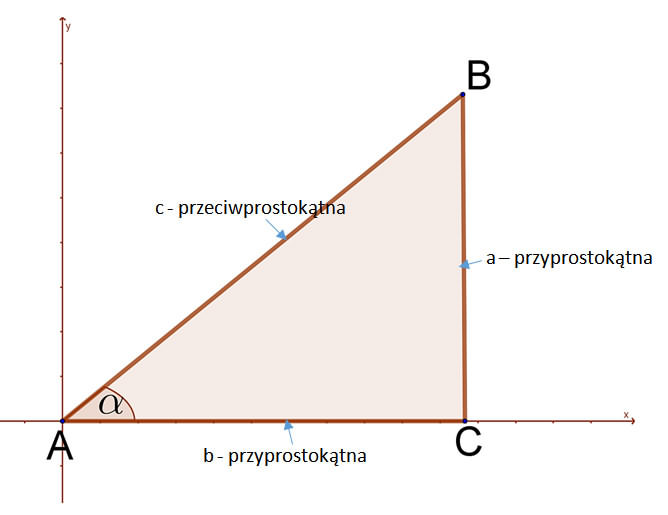 y
B
c - przeciwprostokątna
a – przyprostokątna
α
x
A
C
b - przyprostokątna